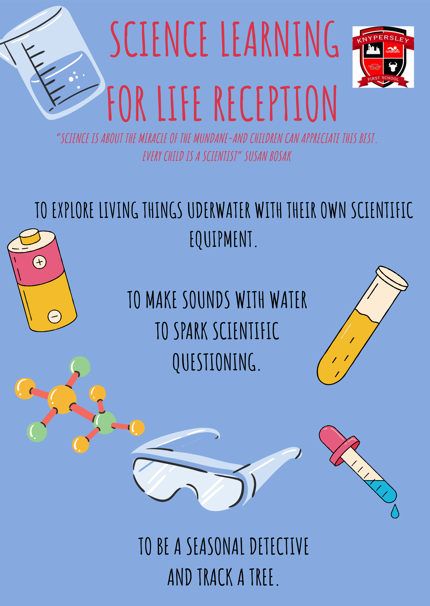 SCIENCE LEARNING
KNYPERSLEY
FIRST SCHOOL
FOR LIFE RECEPTION
"SCIENCE IS ABOUT THE MIRACLE OF THE MUNDANE-AND CHILDREN CAN APPRECIATE THIS BEST.
EVERY CHILD IS A SCIENTIST" SUSAN BOSAK
TO EXPLORE LIVING THINGS UDERWATER WITH THEIR OWN SCIENTIFIC
EQUIPMENT.
TO MAKE SOUNDS WITH WATER
TO SPARK SCIENTIFIC
QUESTIONING.
TO BE A SEASONAL DETECTIVE
AND TRACK A TREE.